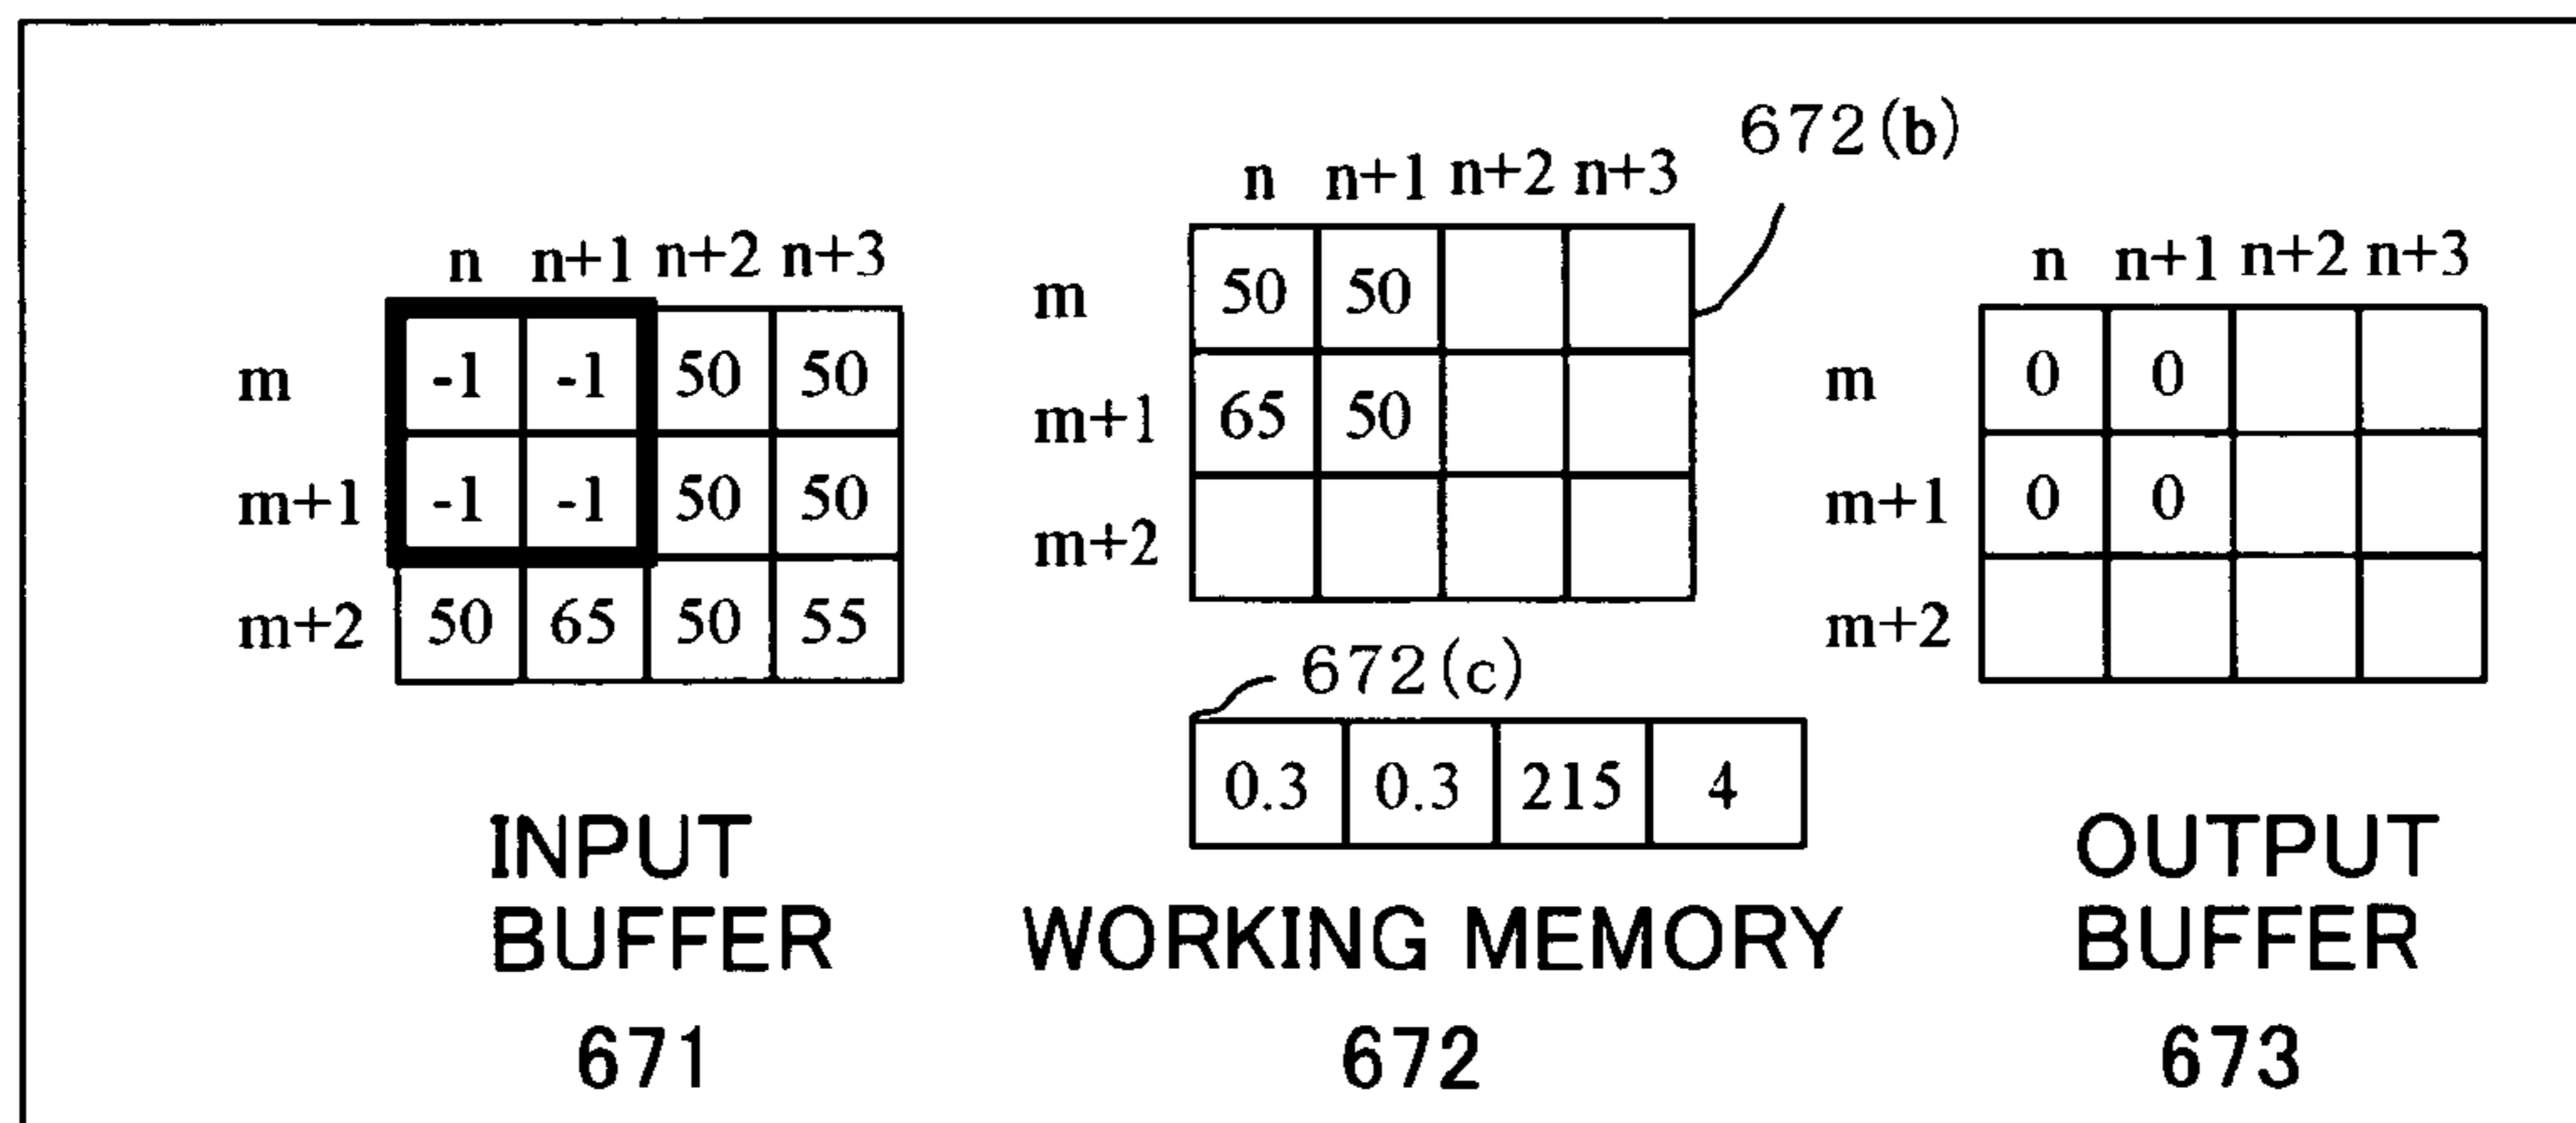 n n+1 n+2 n+3
m -1 -1 50 50
m+1 -1 -1 50 50
m+2 50 65 50 55
INPUT
BUFFER
671
672(b)
n n+1 n+2 n+3
m 50 50
m+1 65 50
m+2
672(c)
0.3 0.3 215 4
WORKING MEMORY
672
n n+1 n+2 n+3
m 0 0
m+1 0 0
m+2
OUTPUT
BUFFER
673